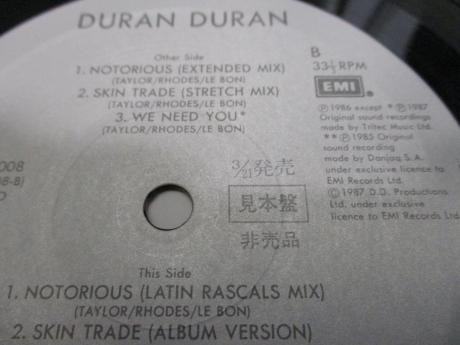 DURAN DURAN
Other Side
1. NOTORIOUS (EXTENDED MIX)
(TAYLOR/RHODES/LE BON)
2. SKIN TRADE (STRETCH MIX)
(TAYLOR/RHODES/LE BON)
3. WE NEED YOU*
(TAYLOR/RHODES/LE BON)
B
33⅓ RPM
EMI
Ⓟ 1986 except * Ⓟ 1987
Original sound recordings
made by Tritec Music Ltd.
** Ⓟ 1985 Original
sound recording
made by Danjaq S.A.
under exclusive licence to
EMI Records Ltd.
Ⓒ 1987 D.D. Productions
Ltd. under exclusive
licence to EMI Records Ltd.
008
08-B)
3/21発売
見本盤
非売品
This Side
1. NOTORIOUS (LATIN RASCALS MIX)
(TAYLOR/RHODES/LE BON)
2. SKIN TRADE (ALBUM VERSION)